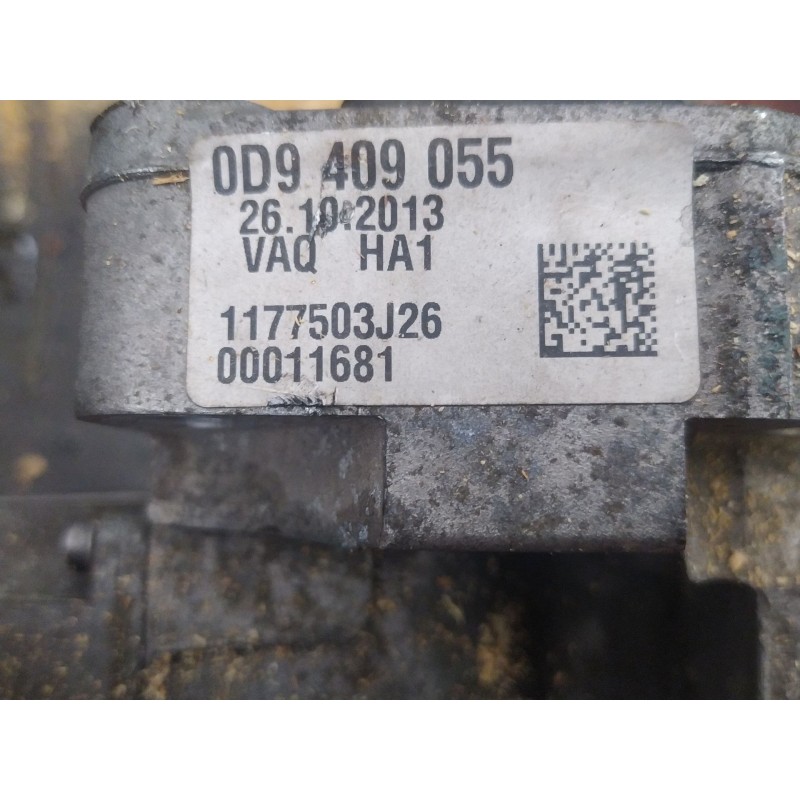 0D9 409 055
26.10.2013
VAQ HA1
1177503J26
00011681